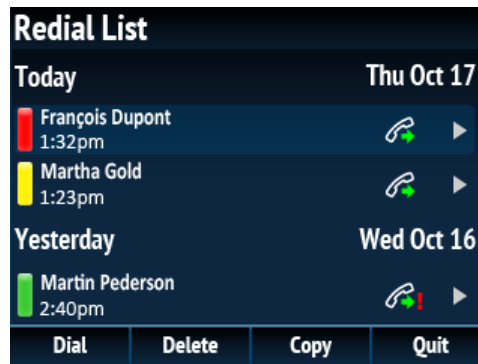 Redial List
Today Thu Oct 17
François Dupont
1:32pm
Martha Gold
1:23pm
Yesterday Wed Oct 16
Martin Pederson
2:40pm
Dial Delete Copy Quit